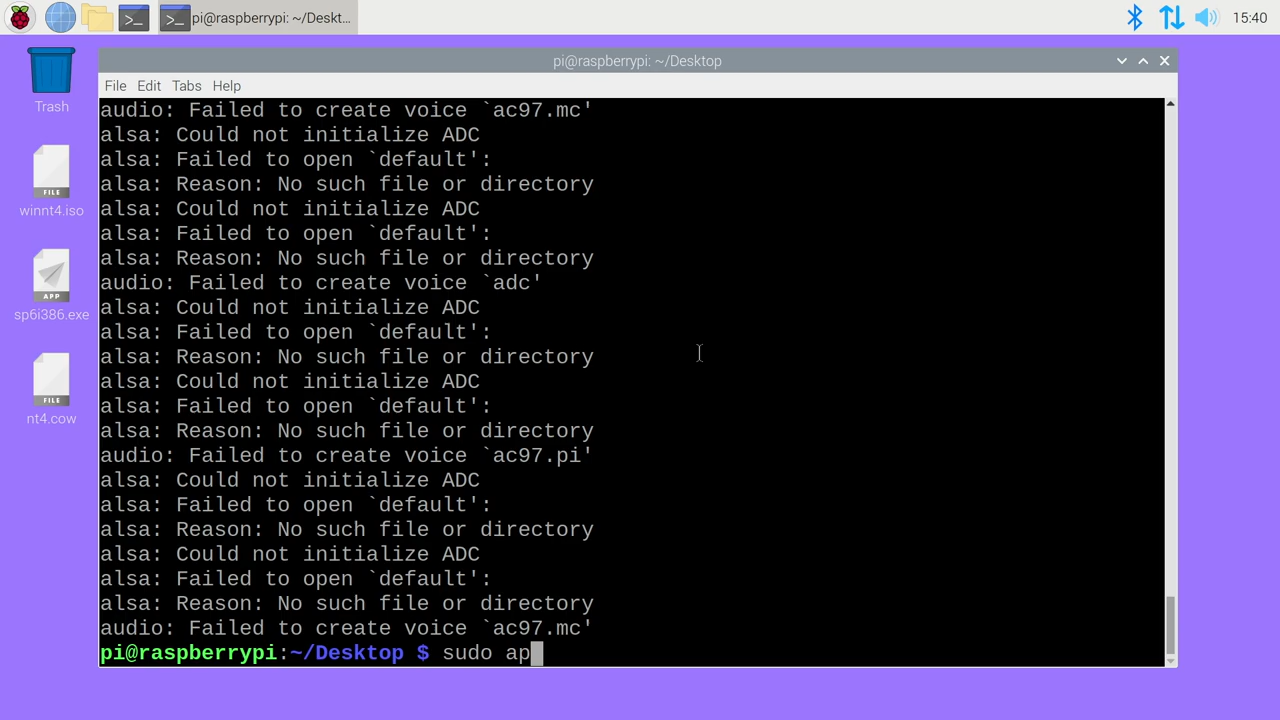 pi@raspberrypi: ~/Deskt...
15:40
pi@raspberrypi: ~/Desktop
File Edit Tabs Help
Trash
FILE
winnt4.iso
APP
sp6i386.exe
FILE
nt4.cow
audio: Failed to create voice `ac97.mc'
alsa: Could not initialize ADC
alsa: Failed to open `default':
alsa: Reason: No such file or directory
alsa: Could not initialize ADC
alsa: Failed to open `default':
alsa: Reason: No such file or directory
audio: Failed to create voice `adc'
alsa: Could not initialize ADC
alsa: Failed to open `default':
alsa: Reason: No such file or directory
alsa: Could not initialize ADC
alsa: Failed to open `default':
alsa: Reason: No such file or directory
audio: Failed to create voice `ac97.pi'
alsa: Could not initialize ADC
alsa: Failed to open `default':
alsa: Reason: No such file or directory
alsa: Could not initialize ADC
alsa: Failed to open `default':
alsa: Reason: No such file or directory
audio: Failed to create voice `ac97.mc'
pi@raspberrypi:~/Desktop $ sudo ap